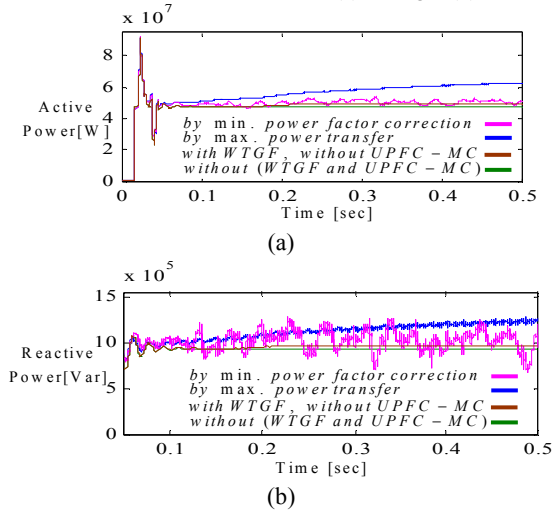 x 10^7
8
6
4
2
0
Active
Power[W]
by min. power factor correction
by max. power transfer
with WTGF, without UPFC – MC
without (WTGF and UPFC – MC)
0 0.1 0.2 0.3 0.4 0.5
Time [sec]
(a)
x 10^5
15
10
5
0
Reactive
Power[Var]
by min. power factor correction
by max. power transfer
with WTGF, without UPFC – MC
without (WTGF and UPFC – MC)
0.1 0.2 0.3 0.4 0.5
Time [sec]
(b)